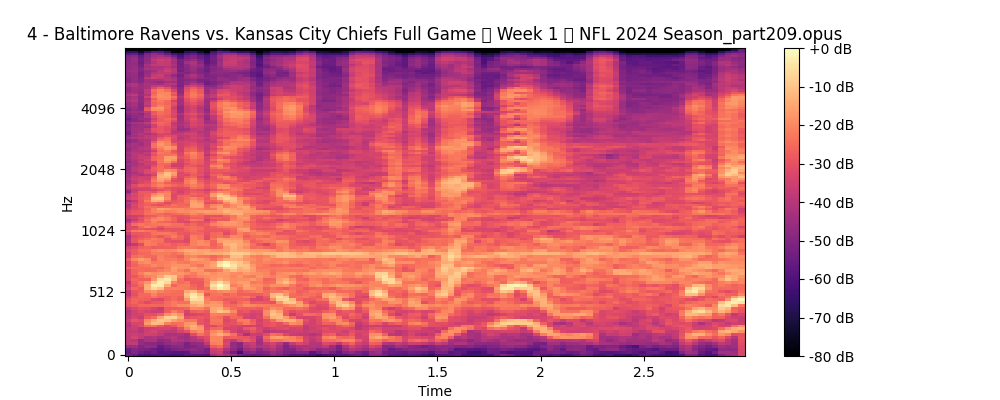 4 - Baltimore Ravens vs. Kansas City Chiefs Full Game ▯ Week 1 ▯ NFL 2024 Season_part209.opus
+0 dB
4096
-10 dB
-20 dB
2048
-30 dB
Hz
1024
-40 dB
-50 dB
512
-60 dB
-70 dB
0
-80 dB
0 0.5 1 1.5 2 2.5
Time